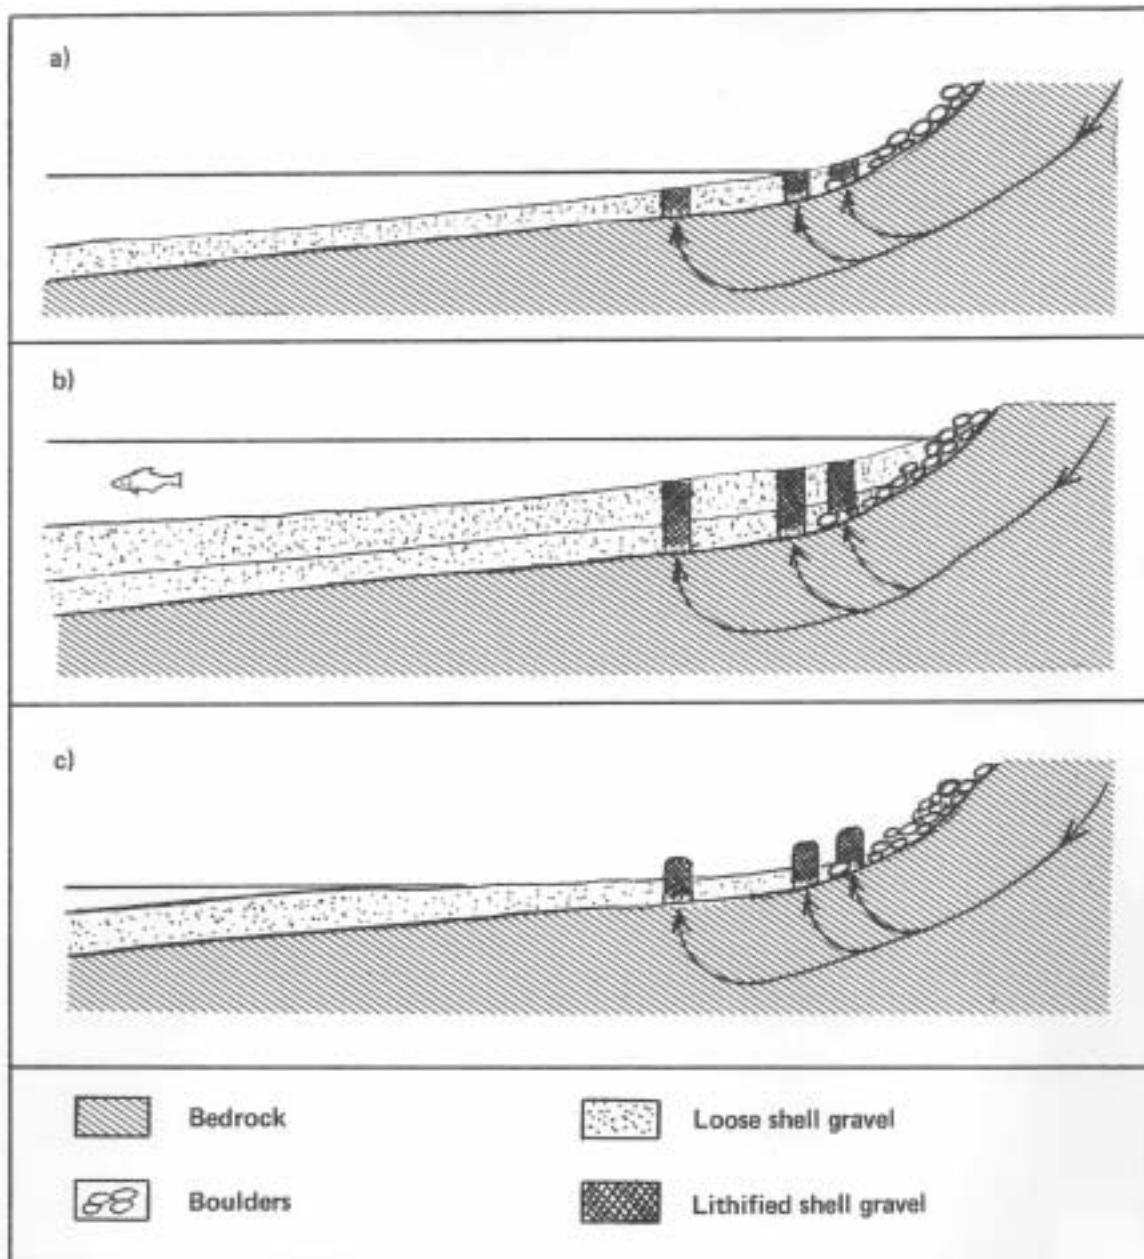 a)
b)
c)
Bedrock
Loose shell gravel
Boulders
Lithified shell gravel